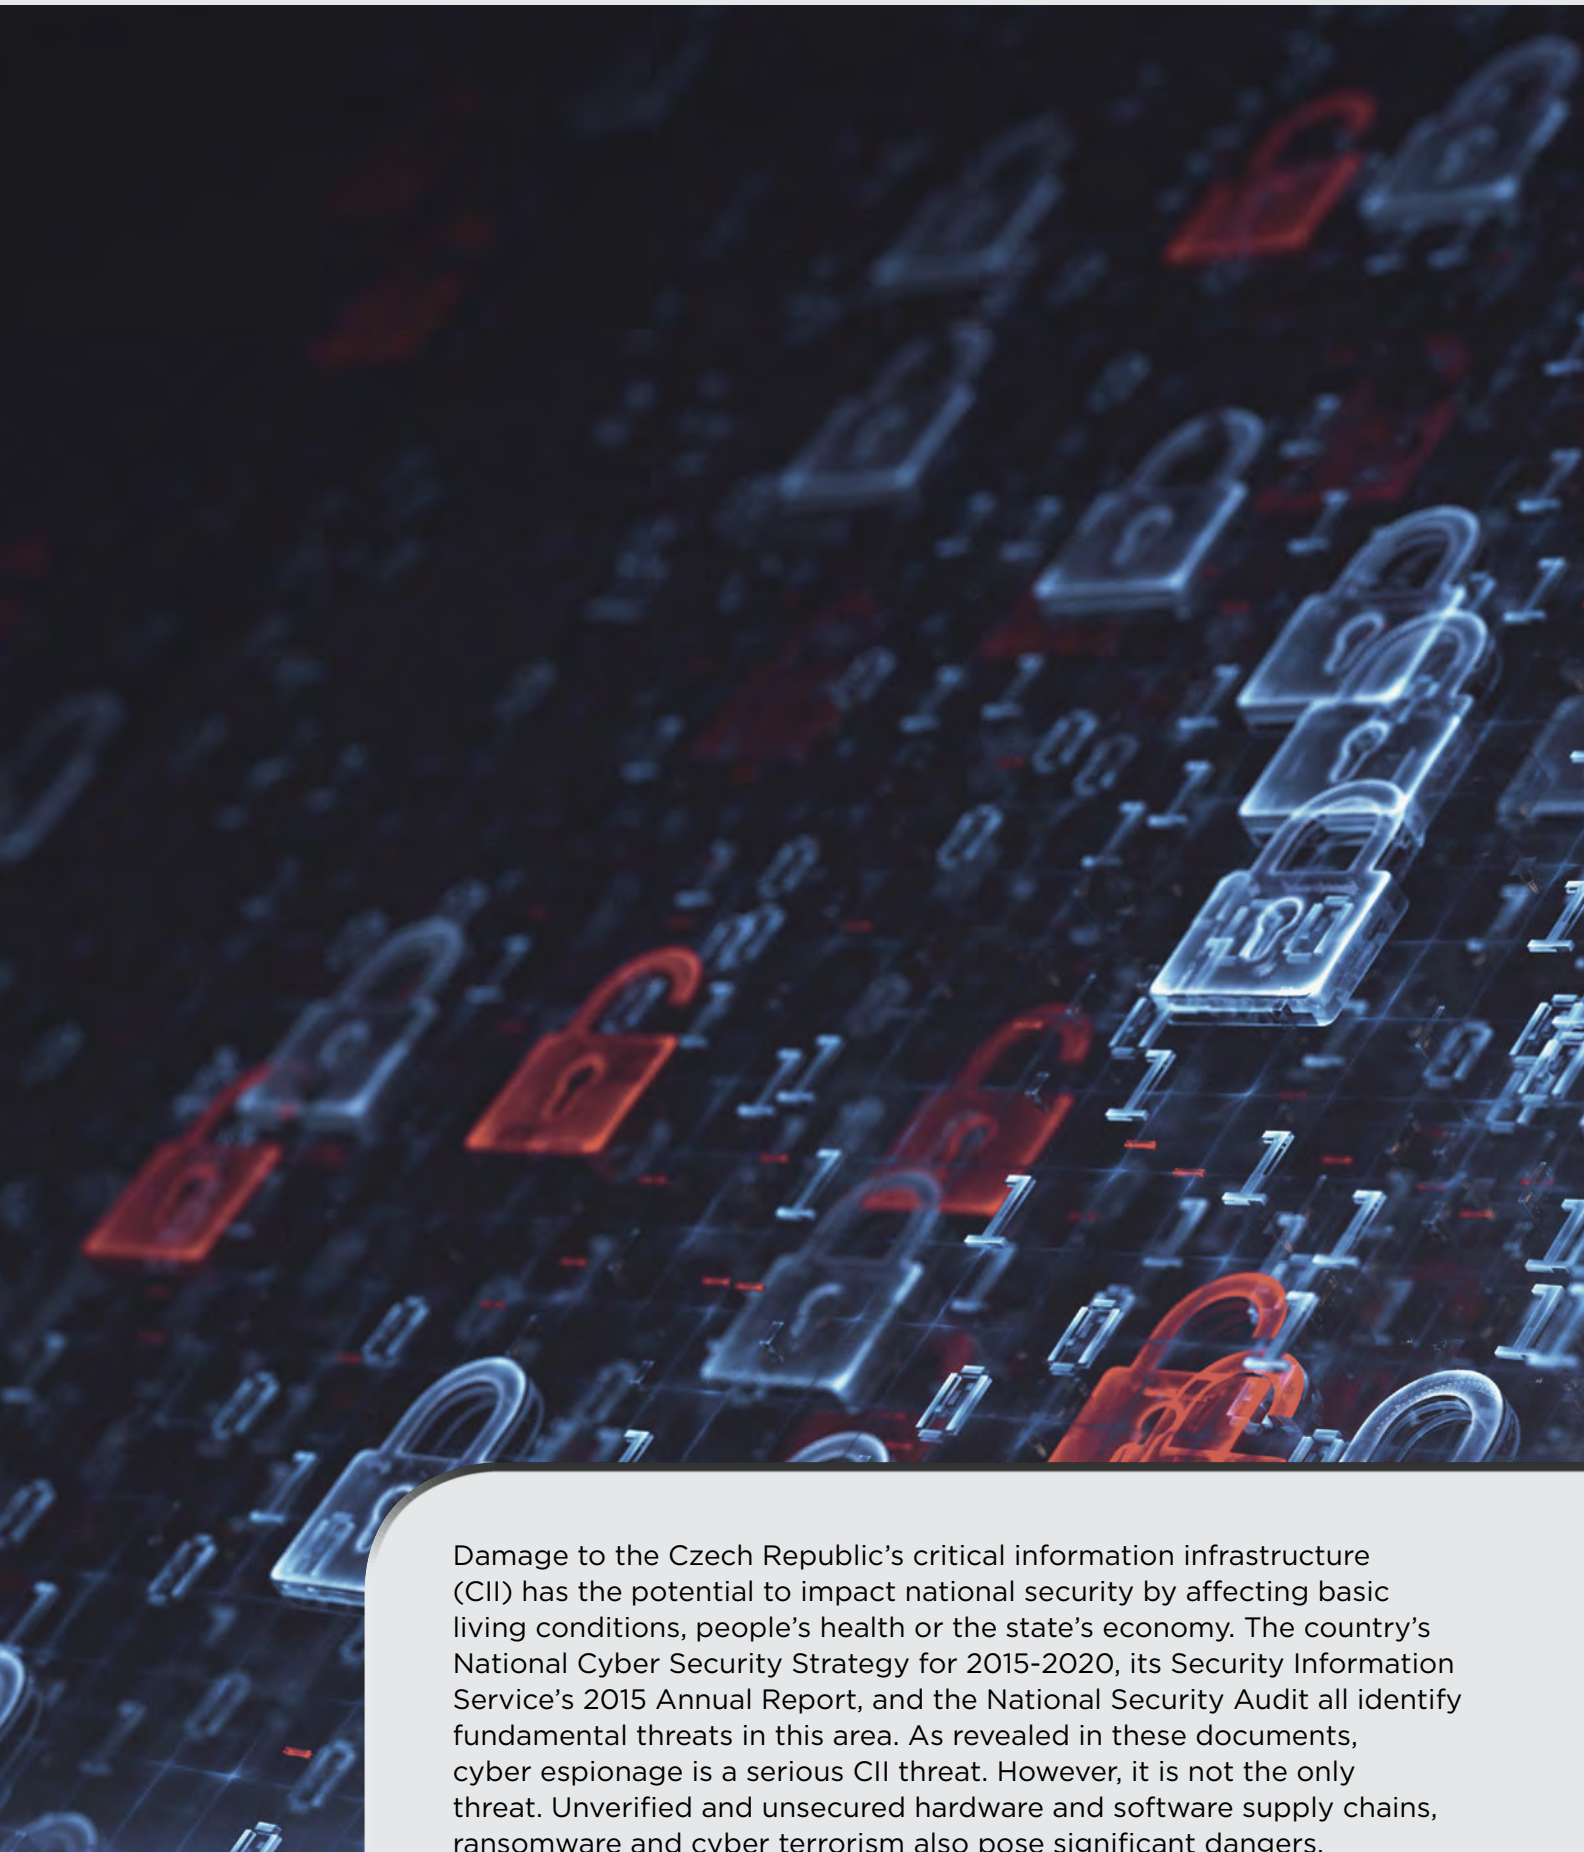 Damage to the Czech Republic’s critical information infrastructure
(CII) has the potential to impact national security by affecting basic
living conditions, people’s health or the state’s economy. The country’s
National Cyber Security Strategy for 2015-2020, its Security Information
Service’s 2015 Annual Report, and the National Security Audit all identify
fundamental threats in this area. As revealed in these documents,
cyber espionage is a serious CII threat. However, it is not the only
threat. Unverified and unsecured hardware and software supply chains,
ransomware and cyber terrorism also pose significant dangers.